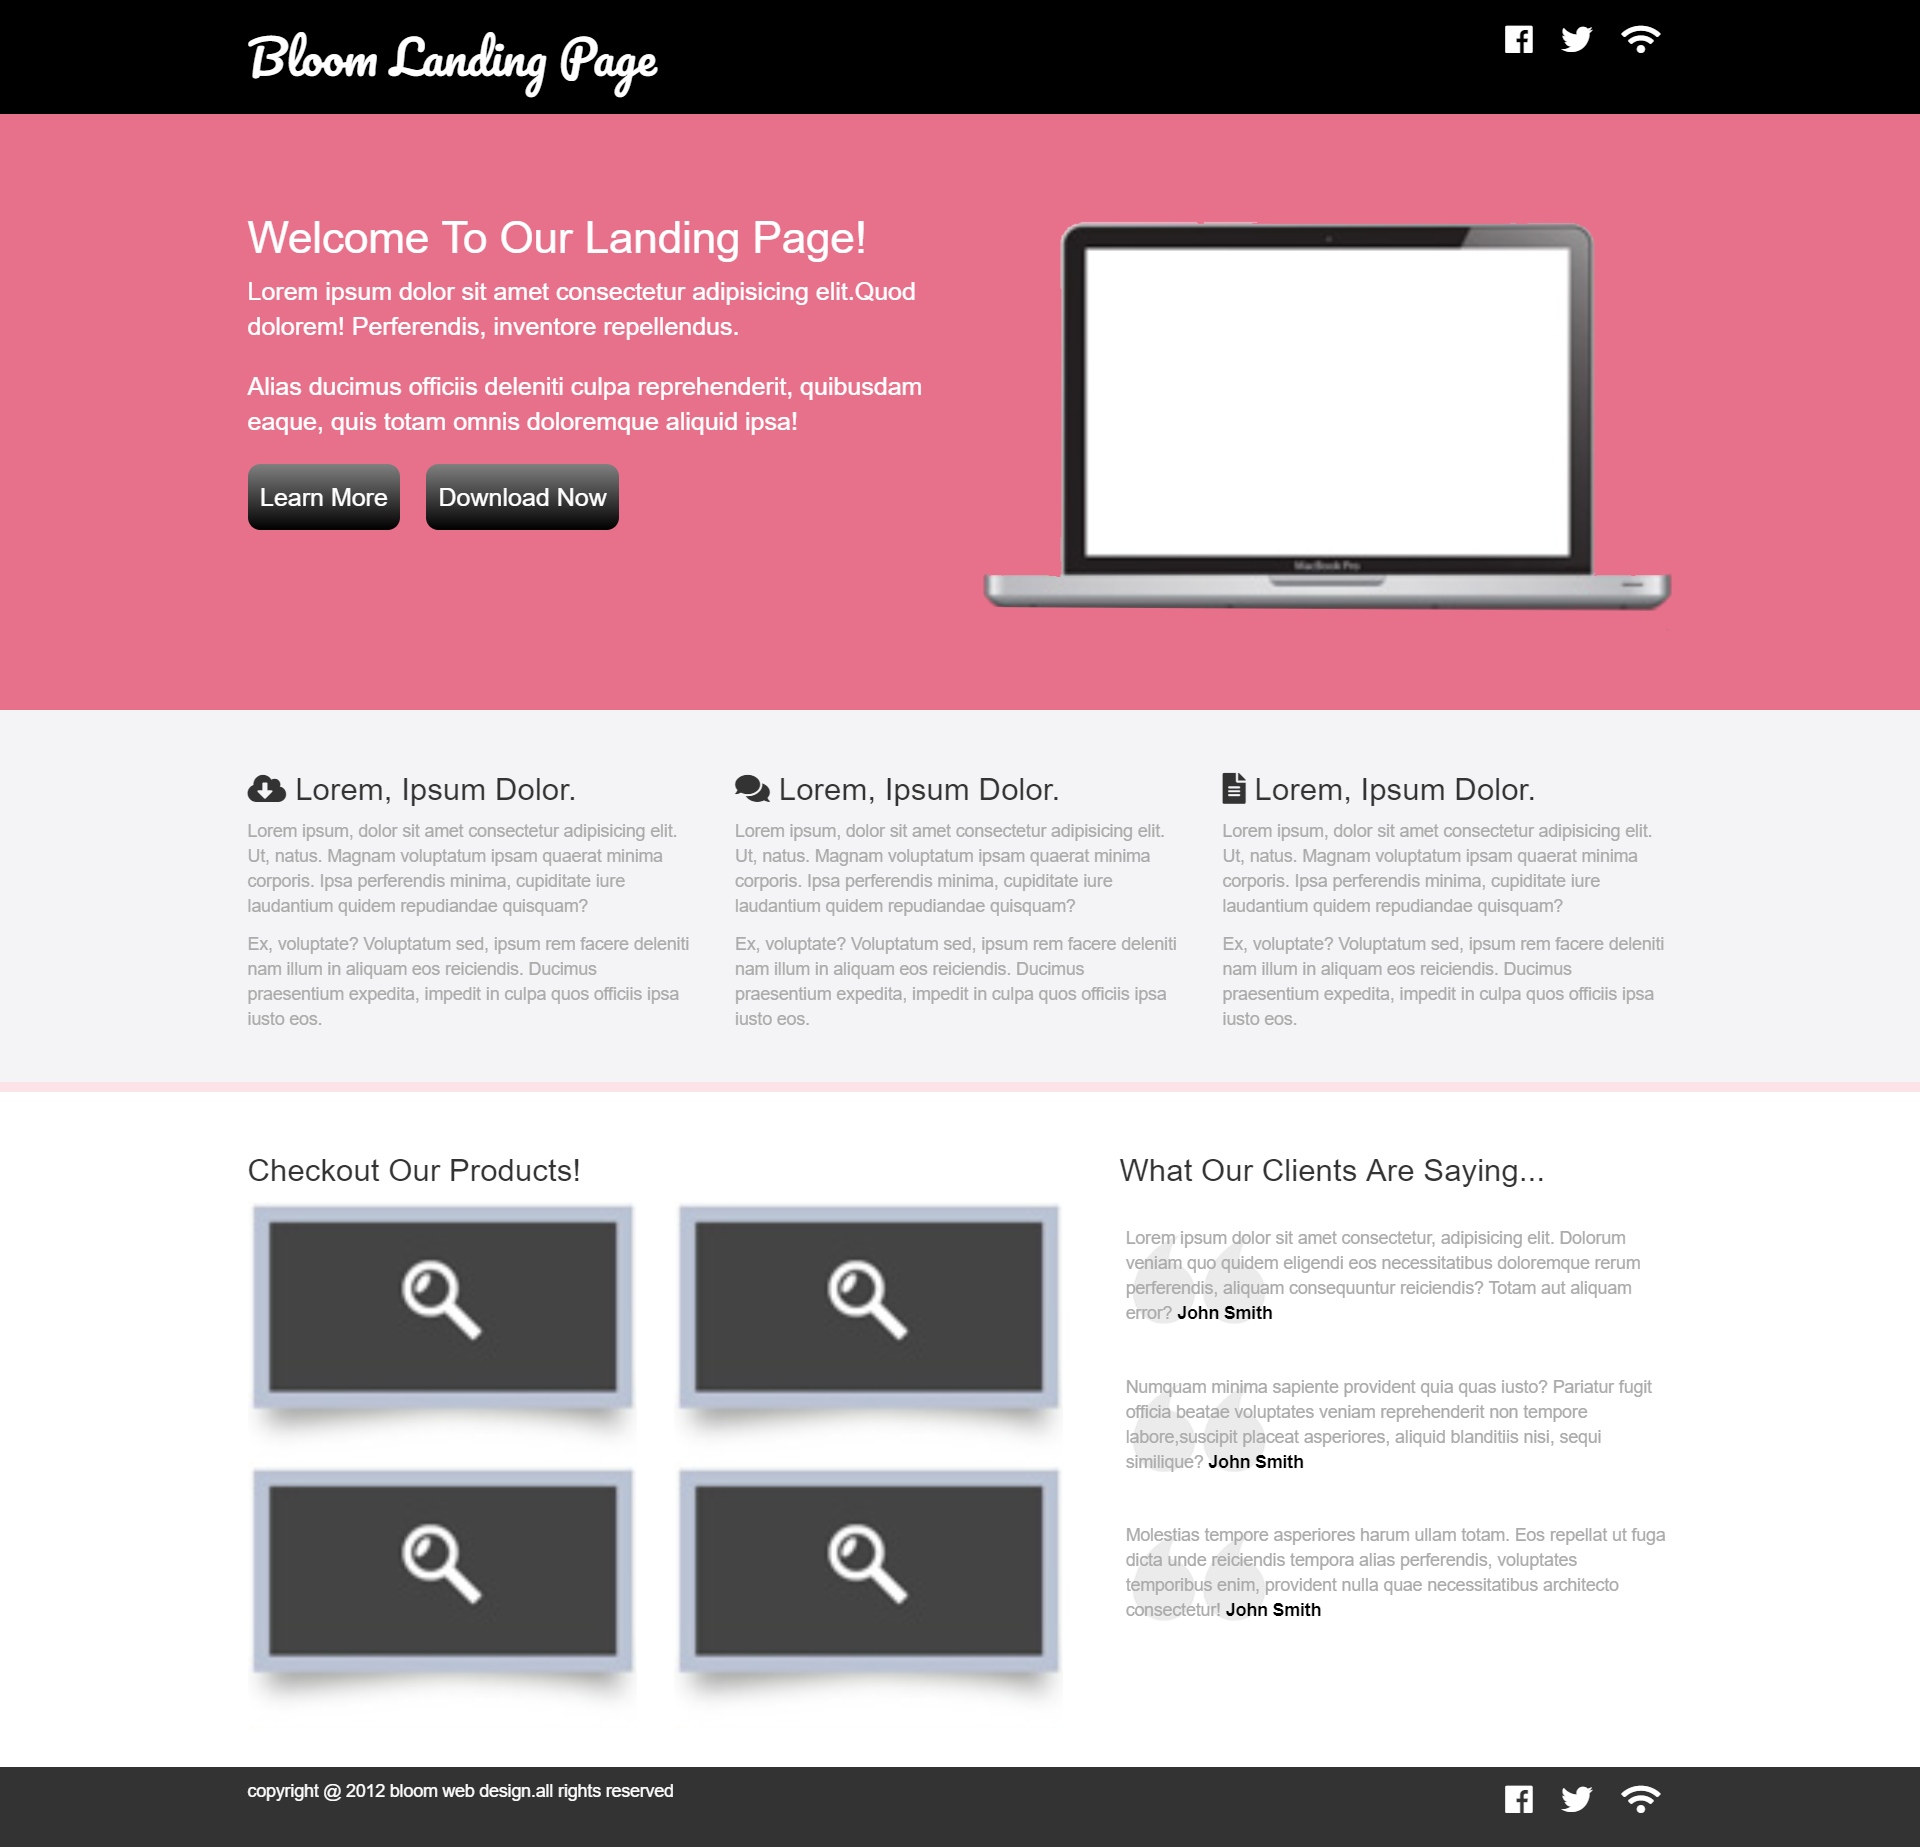 Bloom Landing Page
Welcome To Our Landing Page!
Lorem ipsum dolor sit amet consectetur adipisicing elit.Quod
dolorem! Perferendis, inventore repellendus.
Alias ducimus officiis deleniti culpa reprehenderit, quibusdam
eaque, quis totam omnis doloremque aliquid ipsa!
Learn More
Download Now
MacBook Pro
Lorem, Ipsum Dolor.
Lorem ipsum, dolor sit amet consectetur adipisicing elit.
Ut, natus. Magnam voluptatum ipsam quaerat minima
corporis. Ipsa perferendis minima, cupiditate iure
laudantium quidem repudiandae quisquam?
Ex, voluptate? Voluptatum sed, ipsum rem facere deleniti
nam illum in aliquam eos reiciendis. Ducimus
praesentium expedita, impedit in culpa quos officiis ipsa
iusto eos.
Lorem, Ipsum Dolor.
Lorem ipsum, dolor sit amet consectetur adipisicing elit.
Ut, natus. Magnam voluptatum ipsam quaerat minima
corporis. Ipsa perferendis minima, cupiditate iure
laudantium quidem repudiandae quisquam?
Ex, voluptate? Voluptatum sed, ipsum rem facere deleniti
nam illum in aliquam eos reiciendis. Ducimus
praesentium expedita, impedit in culpa quos officiis ipsa
iusto eos.
Lorem, Ipsum Dolor.
Lorem ipsum, dolor sit amet consectetur adipisicing elit.
Ut, natus. Magnam voluptatum ipsam quaerat minima
corporis. Ipsa perferendis minima, cupiditate iure
laudantium quidem repudiandae quisquam?
Ex, voluptate? Voluptatum sed, ipsum rem facere deleniti
nam illum in aliquam eos reiciendis. Ducimus
praesentium expedita, impedit in culpa quos officiis ipsa
iusto eos.
Checkout Our Products!
What Our Clients Are Saying...
Lorem ipsum dolor sit amet consectetur, adipisicing elit. Dolorum
veniam quo quidem eligendi eos necessitatibus doloremque rerum
perferendis, aliquam consequuntur reiciendis? Totam aut aliquam
error? John Smith
Numquam minima sapiente provident quia quas iusto? Pariatur fugit
officia beatae voluptates veniam reprehenderit non tempore
labore,suscipit placeat asperiores, aliquid blanditiis nisi, sequi
similique? John Smith
Molestias tempore asperiores harum ullam totam. Eos repellat ut fuga
dicta unde reiciendis tempora alias perferendis, voluptates
temporibus enim, provident nulla quae necessitatibus architecto
consectetur! John Smith
copyright @ 2012 bloom web design.all rights reserved